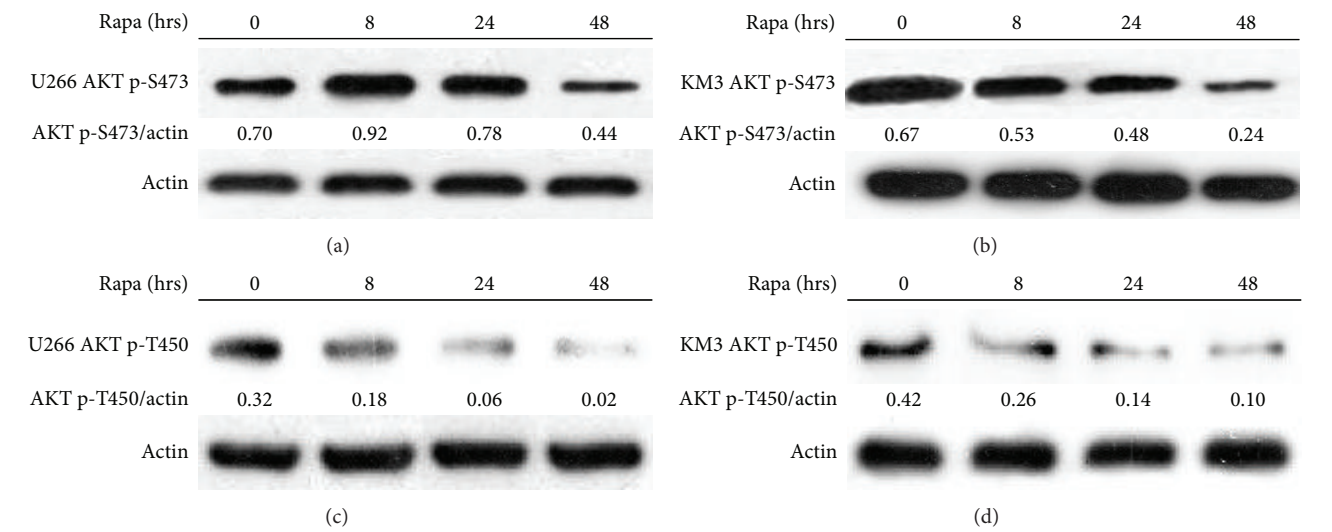 Rapa (hrs) 0 8 24 48
U266 AKT p-S473
AKT p-S473/actin 0.70 0.92 0.78 0.44
Actin
(a)
Rapa (hrs) 0 8 24 48
KM3 AKT p-S473
AKT p-S473/actin 0.67 0.53 0.48 0.24
Actin
(b)
Rapa (hrs) 0 8 24 48
U266 AKT p-T450
AKT p-T450/actin 0.32 0.18 0.06 0.02
Actin
(c)
Rapa (hrs) 0 8 24 48
KM3 AKT p-T450
AKT p-T450/actin 0.42 0.26 0.14 0.10
Actin
(d)